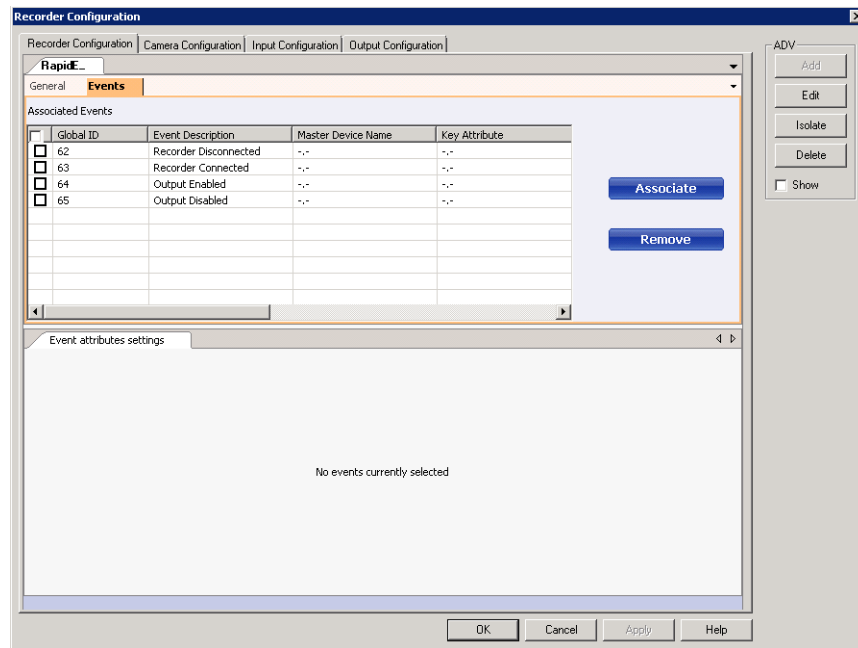 Recorder Configuration
Recorder Configuration Camera Configuration Input Configuration Output Configuration
ADV
RapidE_
Add
General Events
Edit
Associated Events
Isolate
Global ID Event Description Master Device Name Key Attribute
62 Recorder Disconnected -.- -.-
Delete
63 Recorder Connected -.- -.-
64 Output Enabled -.- -.-
Associate
Show
65 Output Disabled -.- -.-
Remove
Event attributes settings
No events currently selected
OK Cancel Apply Help